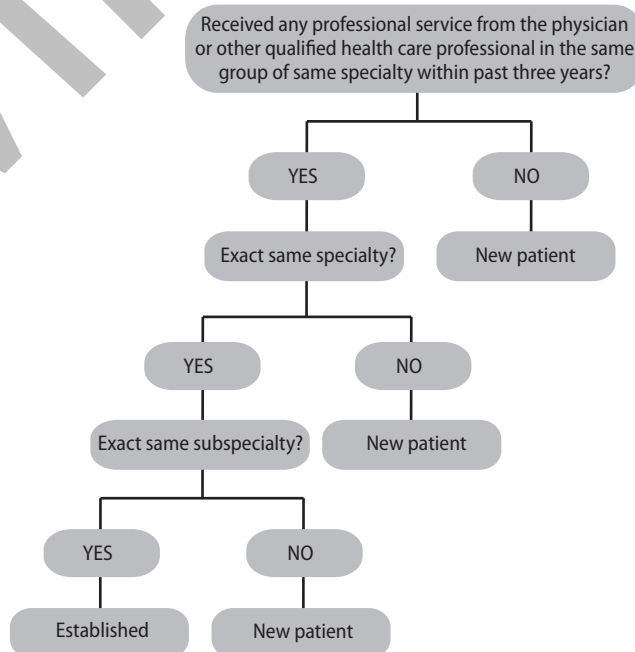 Received any professional service from the physician
or other qualified health care professional in the same
group of same specialty within past three years?
YES
NO
Exact same specialty?
New patient
YES
NO
Exact same subspecialty?
New patient
YES
NO
Established
New patient